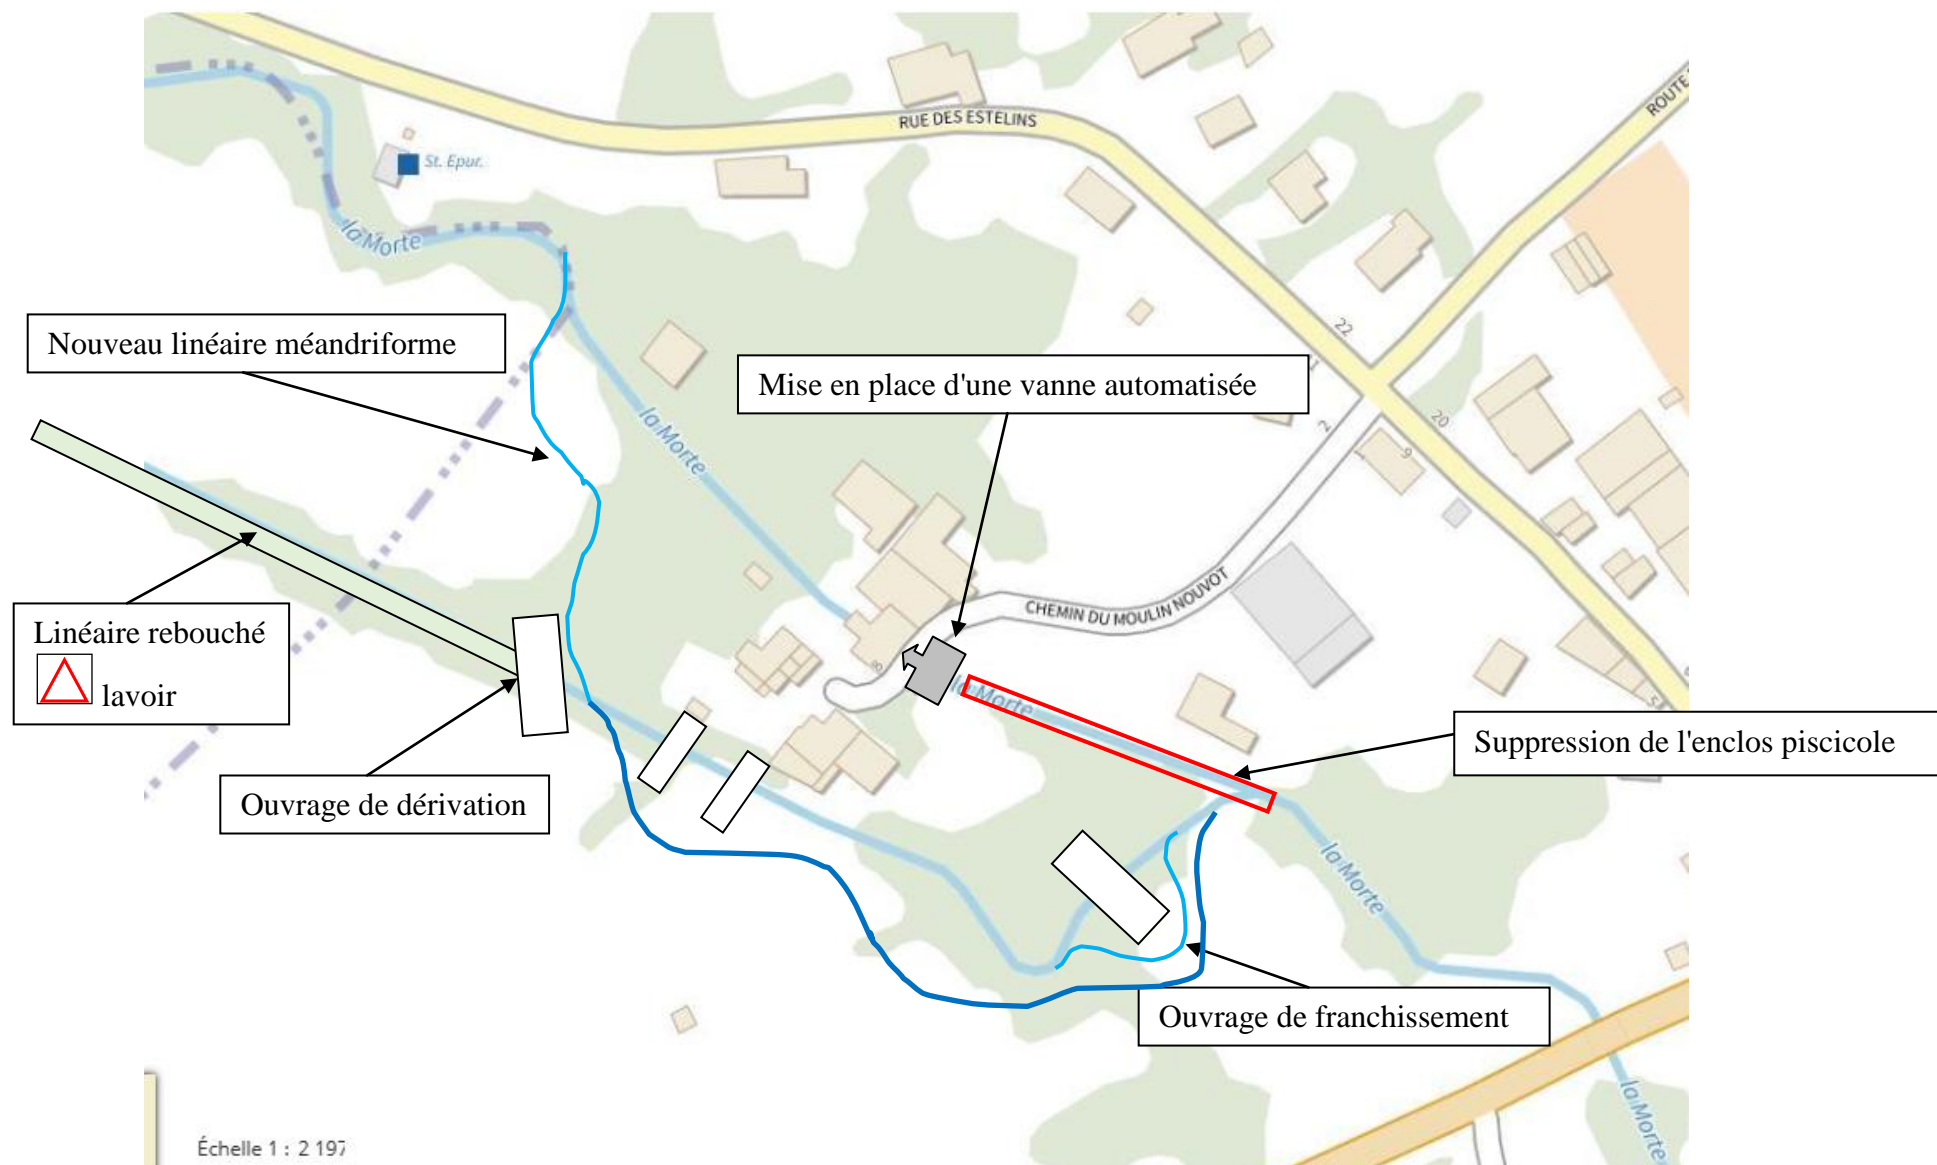 RUE DES ESTELINS
ROUTE
St. Epur.
la Morte
Nouveau linéaire méandriforme
22
Mise en place d'une vanne automatisée
la Morte
2
20
1
9
CHEMIN DU MOULIN NOUVOT
Linéaire rebouché
lavoir
8
la Morte
Suppression de l'enclos piscicole
Ouvrage de dérivation
la Morte
Ouvrage de franchissement
la Morte
Échelle 1 : 2 197